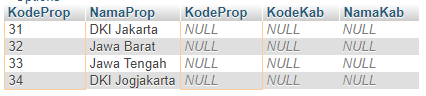 Options
KodeProp NamaProp KodeProp KodeKab NamaKab
31 DKI Jakarta NULL NULL NULL
32 Jawa Barat NULL NULL NULL
33 Jawa Tengah NULL NULL NULL
34 DKI Jogjakarta NULL NULL NULL